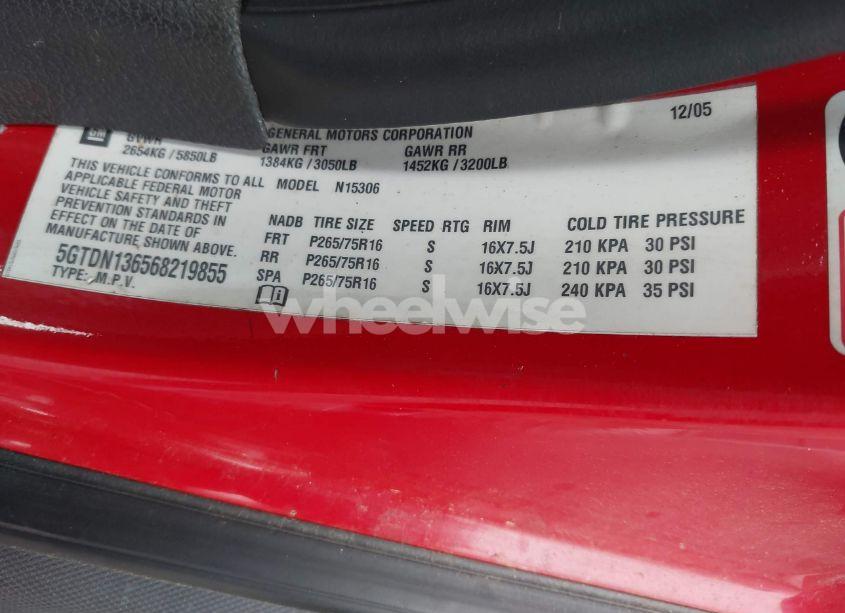 12/05
GM
GENERAL MOTORS CORPORATION
GVWR GAWR FRT GAWR RR
2654KG / 5850LB 1384KG / 3050LB 1452KG / 3200LB
THIS VEHICLE CONFORMS TO ALL
APPLICABLE FEDERAL MOTOR
VEHICLE SAFETY AND THEFT
PREVENTION STANDARDS IN
EFFECT ON THE DATE OF
MANUFACTURE SHOWN ABOVE.
5GTDN136568219855
TYPE: M.P.V.
MODEL N15306
NADB TIRE SIZE SPEED RTG RIM COLD TIRE PRESSURE
FRT P265/75R16 S 16X7.5J 210 KPA 30 PSI
RR P265/75R16 S 16X7.5J 210 KPA 30 PSI
SPA P265/75R16 S 16X7.5J 240 KPA 35 PSI
wheelwise